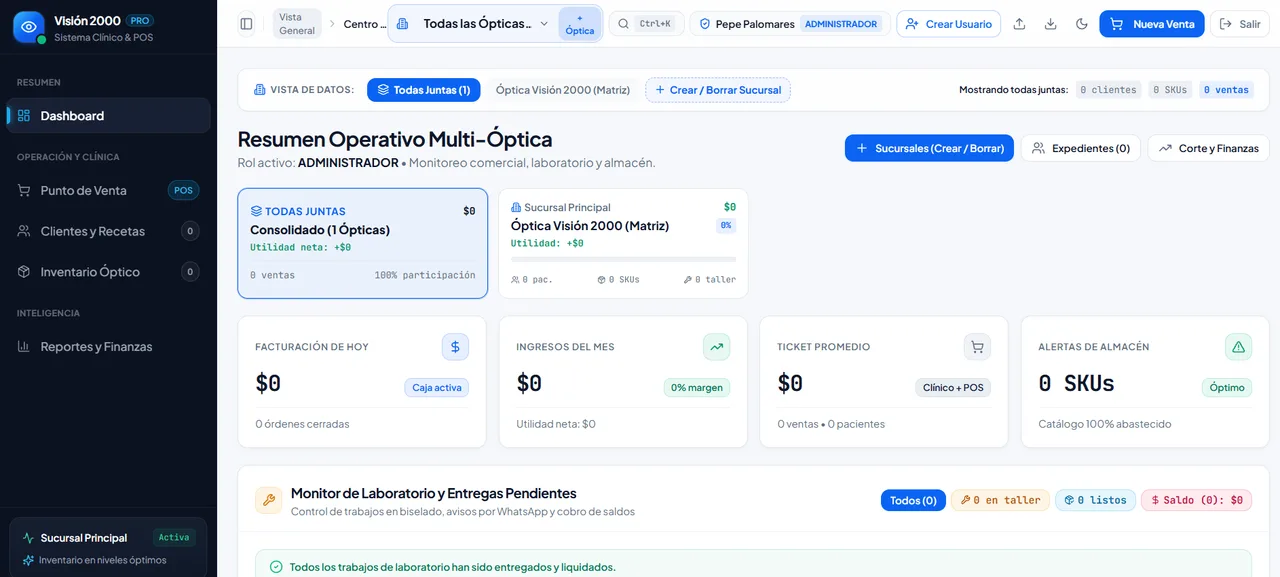 Visión 2000 PRO
Sistema Clínico & POS
RESUMEN
Dashboard
OPERACIÓN Y CLÍNICA
Punto de Venta POS
Clientes y Recetas 0
Inventario Óptico 0
INTELIGENCIA
Reportes y Finanzas
Sucursal Principal Activa
Inventario en niveles óptimos
Vista General
Centro ...
Todas las Ópticas...
+ Óptica
Ctrl+K
Pepe Palomares ADMINISTRADOR
Crear Usuario
Nueva Venta
Salir
VISTA DE DATOS: Todas Juntas (1) Óptica Visión 2000 (Matriz) + Crear / Borrar Sucursal
Mostrando todas juntas: 0 clientes 0 SKUs 0 ventas
Resumen Operativo Multi-Óptica
Rol activo: ADMINISTRADOR • Monitoreo comercial, laboratorio y almacén.
+ Sucursales (Crear / Borrar) Expedientes (0) Corte y Finanzas
TODAS JUNTAS $0
Consolidado (1 Ópticas)
Utilidad neta: +$0
0 ventas 100% participación
Sucursal Principal $0
Óptica Visión 2000 (Matriz) 0%
Utilidad: +$0
0 pac. 0 SKUs 0 taller
FACTURACIÓN DE HOY
$0 Caja activa
0 órdenes cerradas
INGRESOS DEL MES
$0 0% margen
Utilidad neta: $0
TICKET PROMEDIO
$0 Clínico + POS
0 ventas • 0 pacientes
ALERTAS DE ALMACÉN
0 SKUs Óptimo
Catálogo 100% abastecido
Monitor de Laboratorio y Entregas Pendientes
Control de trabajos en biselado, avisos por WhatsApp y cobro de saldos
Todos (0) 0 en taller 0 listos $ Saldo (0): $0
Todos los trabajos de laboratorio han sido entregados y liquidados.